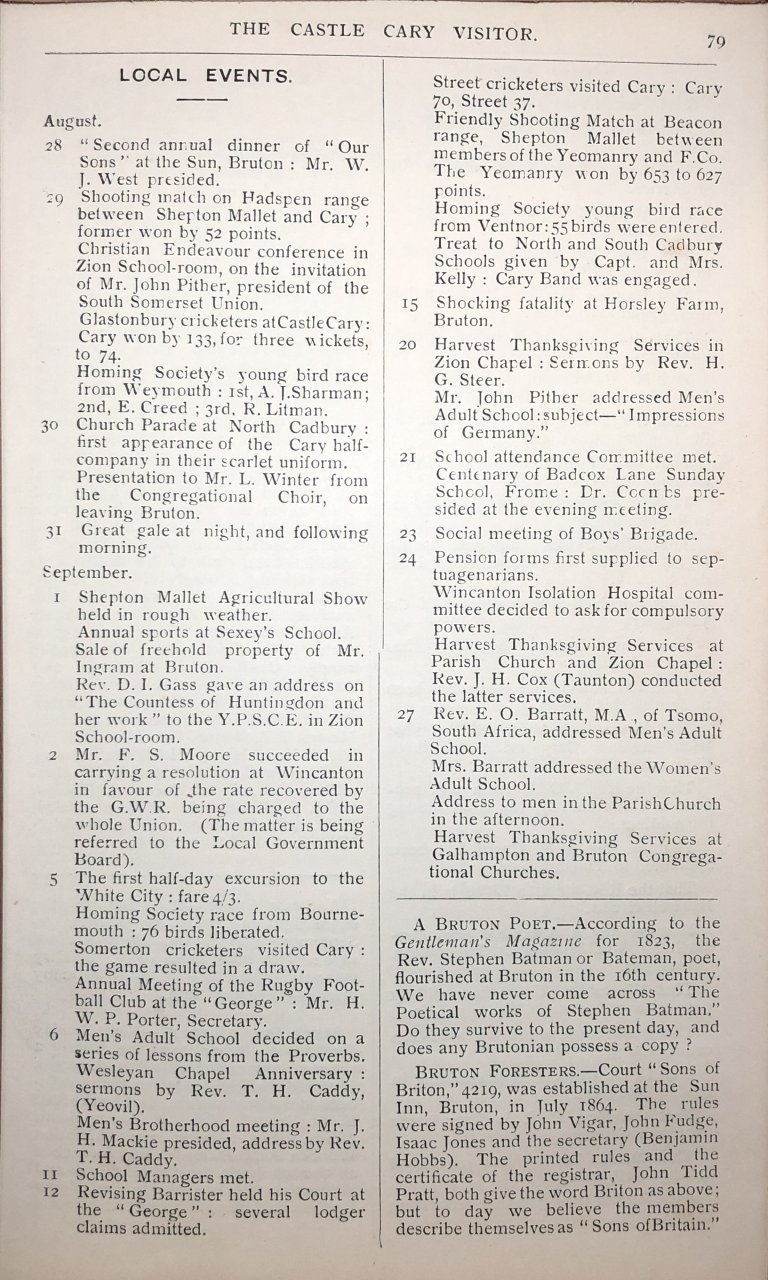 THE CASTLE CARY VISITOR.
79
LOCAL EVENTS.
August.
28 "Second annual dinner of "Our
Sons" at the Sun, Bruton : Mr. W.
J. West presided.
29 Shooting match on Hadspen range
between Shepton Mallet and Cary ;
former won by 52 points.
Christian Endeavour conference in
Zion School-room, on the invitation
of Mr. John Pither, president of the
South Somerset Union.
Glastonbury cricketers at Castle Cary:
Cary won by 133, for three wickets,
to 74.
Homing Society's young bird race
from Weymouth : 1st, A. J. Sharman;
2nd, E. Creed ; 3rd, R. Litman.
30 Church Parade at North Cadbury :
first appearance of the Cary half-
company in their scarlet uniform.
Presentation to Mr. L. Winter from
the Congregational Choir, on
leaving Bruton.
31 Great gale at night, and following
morning.
September.
1 Shepton Mallet Agricultural Show
held in rough weather.
Annual sports at Sexey's School.
Sale of freehold property of Mr.
Ingram at Bruton.
Rev. D. I. Gass gave an address on
"The Countess of Huntingdon and
her work" to the Y.P.S.C.E. in Zion
School-room.
2 Mr. F. S. Moore succeeded in
carrying a resolution at Wincanton
in favour of the rate recovered by
the G.W.R. being charged to the
whole Union. (The matter is being
referred to the Local Government
Board).
5 The first half-day excursion to the
White City : fare 4/3.
Homing Society race from Bourne-
mouth : 76 birds liberated.
Somerton cricketers visited Cary :
the game resulted in a draw.
Annual Meeting of the Rugby Foot-
ball Club at the "George" : Mr. H.
W. P. Porter, Secretary.
6 Men's Adult School decided on a
series of lessons from the Proverbs.
Wesleyan Chapel Anniversary :
sermons by Rev. T. H. Caddy,
(Yeovil).
Men's Brotherhood meeting : Mr. J.
H. Mackie presided, address by Rev.
T. H. Caddy.
11 School Managers met.
12 Revising Barrister held his Court at
the "George" : several lodger
claims admitted.
Street cricketers visited Cary : Cary
70, Street 37.
Friendly Shooting Match at Beacon
range, Shepton Mallet between
members of the Yeomanry and F.Co.
The Yeomanry won by 653 to 627
points.
Homing Society young bird race
from Ventnor: 55 birds were entered.
Treat to North and South Cadbury
Schools given by Capt. and Mrs.
Kelly : Cary Band was engaged.
15 Shocking fatality at Horsley Farm,
Bruton.
20 Harvest Thanksgiving Services in
Zion Chapel : Sermons by Rev. H.
G. Steer.
Mr. John Pither addressed Men's
Adult School: subject—"Impressions
of Germany."
21 School attendance Committee met.
Centenary of Badcox Lane Sunday
School, Frome : Dr. Coombs pre-
sided at the evening meeting.
23 Social meeting of Boys' Brigade.
24 Pension forms first supplied to sep-
tuagenarians.
Wincanton Isolation Hospital com-
mittee decided to ask for compulsory
powers.
Harvest Thanksgiving Services at
Parish Church and Zion Chapel :
Rev. J. H. Cox (Taunton) conducted
the latter services.
27 Rev. E. O. Barratt, M.A., of Tsomo,
South Africa, addressed Men's Adult
School.
Mrs. Barratt addressed the Women's
Adult School.
Address to men in the Parish Church
in the afternoon.
Harvest Thanksgiving Services at
Galhampton and Bruton Congrega-
tional Churches.
A BRUTON POET.—According to the
Gentleman's Magazine for 1823, the
Rev. Stephen Batman or Bateman, poet,
flourished at Bruton in the 16th century.
We have never come across "The
Poetical works of Stephen Batman."
Do they survive to the present day, and
does any Brutonian possess a copy ?
BRUTON FORESTERS.—Court "Sons of
Briton," 4219, was established at the Sun
Inn, Bruton, in July 1864. The rules
were signed by John Vigar, John Fudge,
Isaac Jones and the secretary (Benjamin
Hobbs). The printed rules and the
certificate of the registrar, John Tidd
Pratt, both give the word Briton as above;
but to day we believe the members
describe themselves as "Sons of Britain."